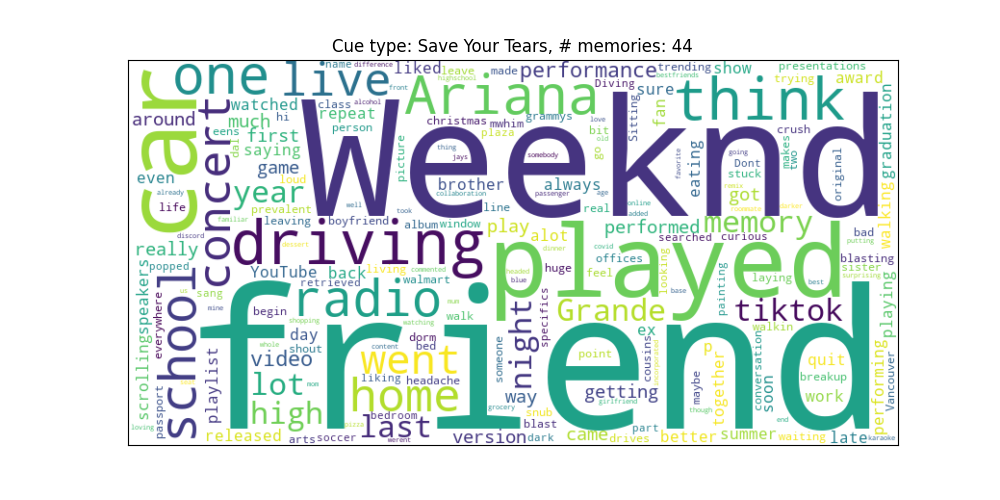 Cue type: Save Your Tears, # memories: 44
car
one
live
name
difference
liked
leave
highschool
made
performance
trending
bestfriends
show
trying
presentations
award
watched
eens
dali
much
hi
class
person
front
alcohol
repeat
Ariana
christmas
grammys
mwhim
plaza
love
old
Diving
sure
Sitting
bit
go
fan
think
crush
makes
two
around
even
already
life
concert
first
saying
game
year
loud
prevalent
familiar
leaving
well
boyfriend
took
picture
Weeknd
thing
jays
somebody
brother
collaboration
passenger
always
age
line
real
online
added
favorite
eating
going
Dont
stuck
got
remix
original
graduation
walking
really
popped
discord
driving
album
window
play
alot
performed
memory
searched
curious
bad
putting
blasting
sister
surprising
scrolling
speakers
everywhere
passport
school
us
sang
mine
YouTube
back
retrieved
living
commented
walmart
dessert
dinner
headed
blue
played
huge
covid
offices
feel
looking
base
painting
laying
best
playing
begin
radio
mum
walk
matching
specifics
Grande
tiktok
friend
playlist
whole
shopping
mom
video
day
shout
lot
high
went
dorm
bed
content
liking
headache
home
night
someone
grocery
way
point
ex
cousins
getting
girlfriend
maybe
though
p
together
conversation
soon
walkin
quit
breakup
work
end
performing
Vancouver
loving
released
arts
soccer
pizza
bedroom
last
werent
version
snub
blast
dark
came
drives
part
better
summer
waiting
late
karaoke